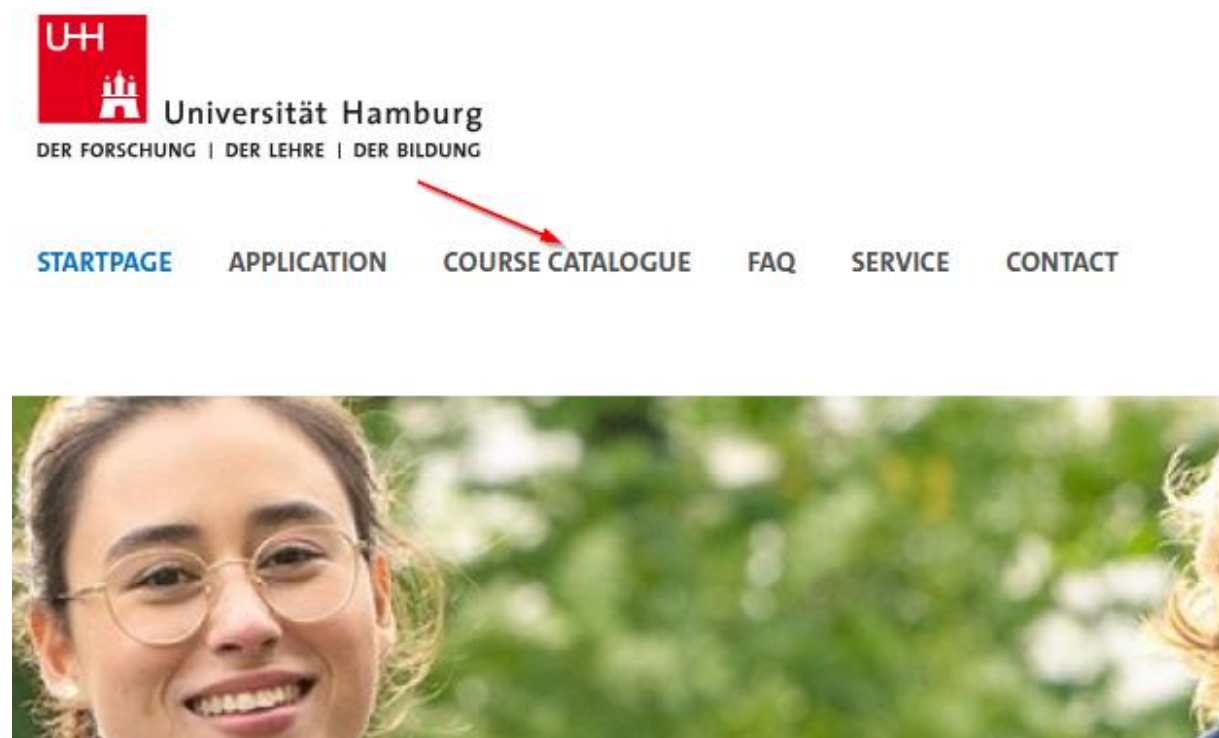 UHH
Universität Hamburg
DER FORSCHUNG | DER LEHRE | DER BILDUNG
STARTPAGE APPLICATION COURSE CATALOGUE FAQ SERVICE CONTACT